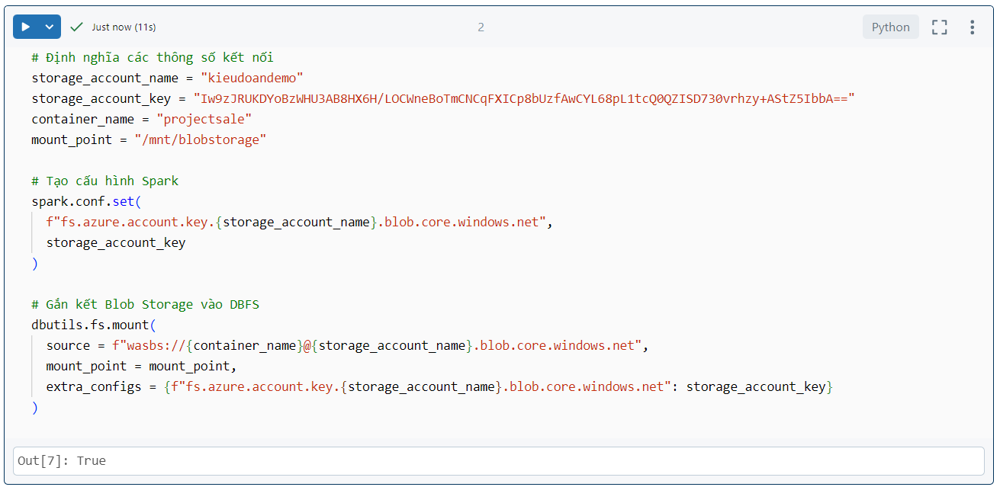 Just now (11s)
2
Python
# Định nghĩa các thông số kết nối
storage_account_name = "kieudoandemo"
storage_account_key = "Iw9zJRUKDYoBzWHU3AB8HX6H/LOCWneBoTmCNCqFXICp8bUzfAwCYL68pL1tcQ0QZISD730vrhzy+AStZ5IbbA=="
container_name = "projectsale"
mount_point = "/mnt/blobstorage"
# Tạo cấu hình Spark
spark.conf.set(
f"fs.azure.account.key.{storage_account_name}.blob.core.windows.net",
storage_account_key
)
# Gắn kết Blob Storage vào DBFS
dbutils.fs.mount(
source = f"wasbs://{container_name}@{storage_account_name}.blob.core.windows.net",
mount_point = mount_point,
extra_configs = {f"fs.azure.account.key.{storage_account_name}.blob.core.windows.net": storage_account_key}
)
Out[7]: True